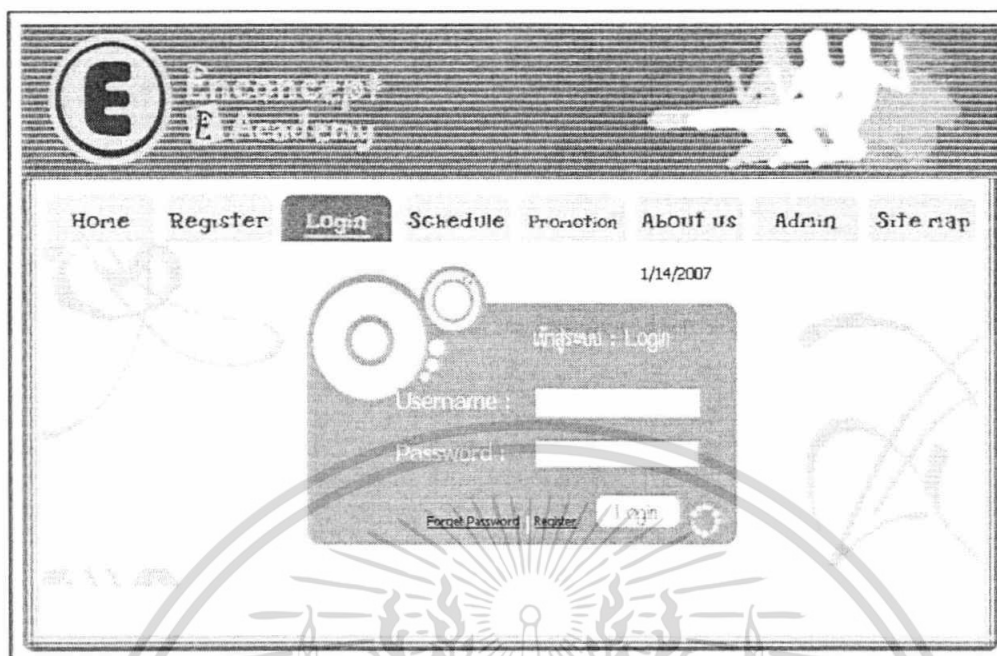 E Enconcept
E Academy
Home Register Login Schedule Promotion About us Admin Site map
1/14/2007
เข้าสู่ระบบ : Login
Username :
Password :
Forget Password | Register Login